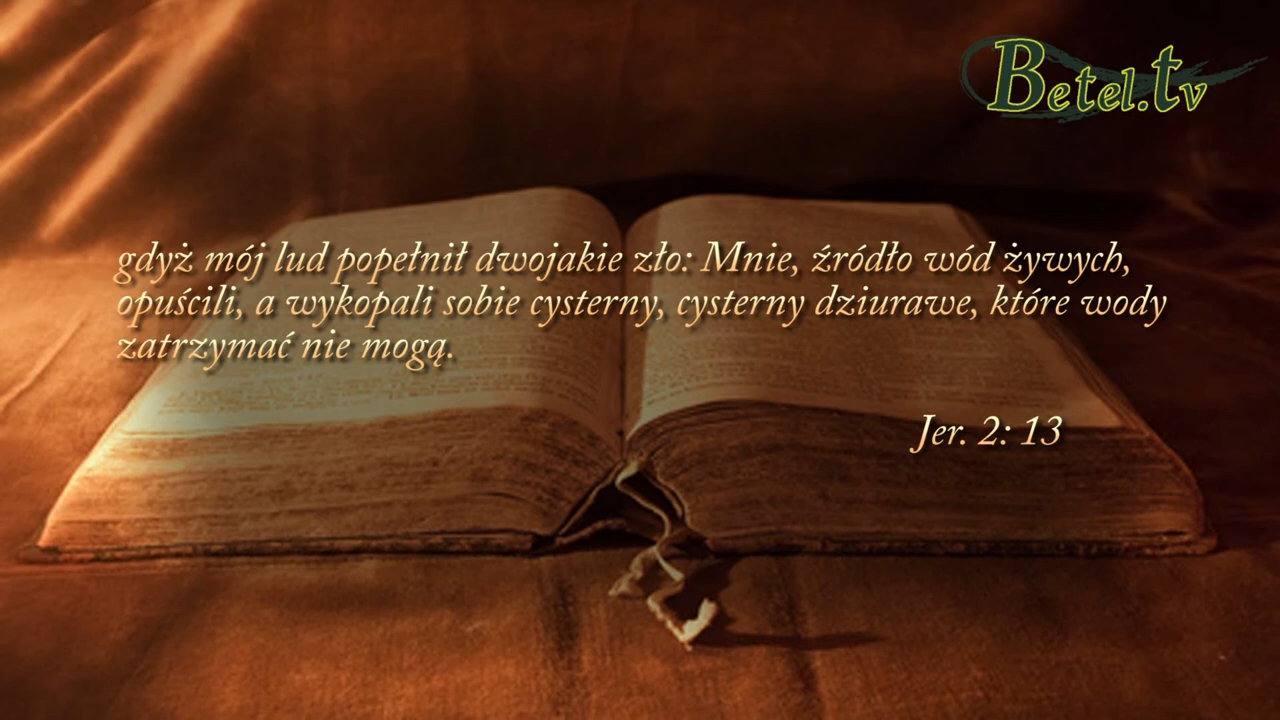 Betel.tv
gdyż mój lud popełnił dwojakie zło: Mnie, źródło wód żywych,
opuścili, a wykopali sobie cysterny, cysterny dziurawe, które wody
zatrzymać nie mogą.
Jer. 2: 13